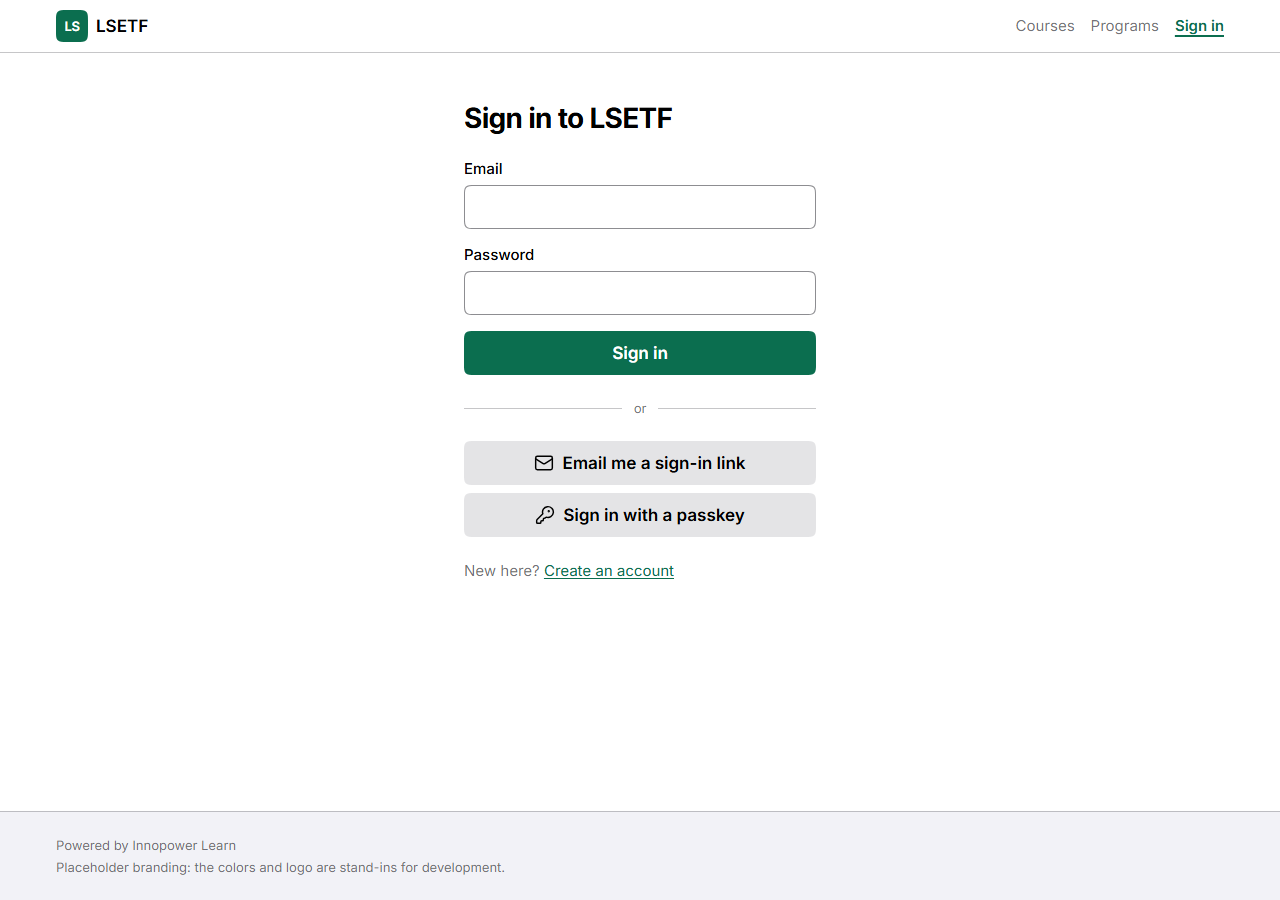 LS LSETF
Courses Programs Sign in
Sign in to LSETF
Email
Password
Sign in
or
Email me a sign-in link
Sign in with a passkey
New here? Create an account
Powered by Innopower Learn
Placeholder branding: the colors and logo are stand-ins for development.